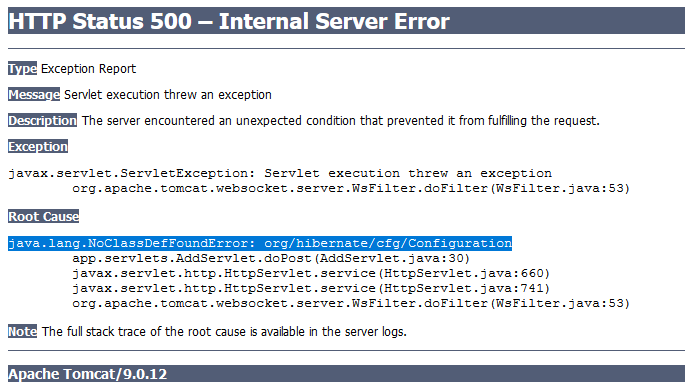 HTTP Status 500 – Internal Server Error
Type Exception Report
Message Servlet execution threw an exception
Description The server encountered an unexpected condition that prevented it from fulfilling the request.
Exception
javax.servlet.ServletException: Servlet execution threw an exception
org.apache.tomcat.websocket.server.WsFilter.doFilter(WsFilter.java:53)
Root Cause
java.lang.NoClassDefFoundError: org/hibernate/cfg/Configuration
app.servlets.AddServlet.doPost(AddServlet.java:30)
javax.servlet.http.HttpServlet.service(HttpServlet.java:660)
javax.servlet.http.HttpServlet.service(HttpServlet.java:741)
org.apache.tomcat.websocket.server.WsFilter.doFilter(WsFilter.java:53)
Note The full stack trace of the root cause is available in the server logs.
Apache Tomcat/9.0.12